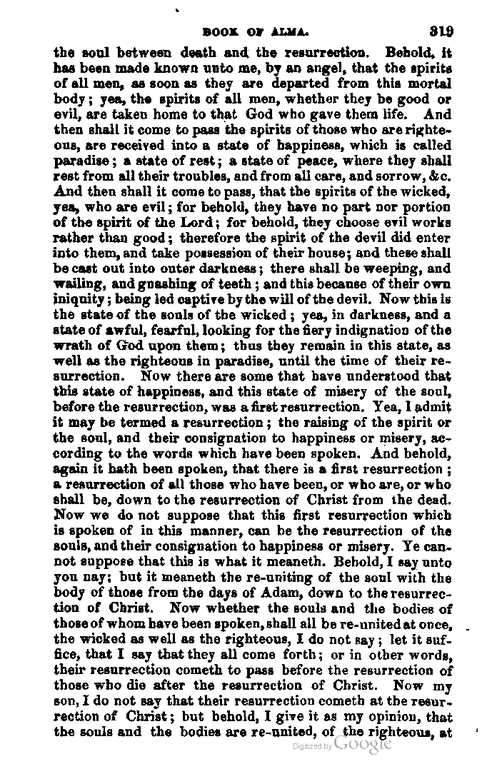 BOOK OF ALMA. 319
the soul between death and the resurrection. Behold, it
has been made known unto me, by an angel, that the spirits
of all men, as soon as they are departed from this mortal
body; yea, the spirits of all men, whether they be good or
evil, are taken home to that God who gave them life. And
then shall it come to pass the spirits of those who are righte-
ous, are received into a state of happiness, which is called
paradise; a state of rest; a state of peace, where they shall
rest from all their troubles, and from all care, and sorrow, &c.
And then shall it come to pass, that the spirits of the wicked,
yea, who are evil; for behold, they have no part nor portion
of the spirit of the Lord; for behold, they choose evil works
rather than good; therefore the spirit of the devil did enter
into them, and take possession of their house; and these shall
be cast out into outer darkness; there shall be weeping, and
wailing, and gnashing of teeth; and this because of their own
iniquity; being led captive by the will of the devil. Now this is
the state of the souls of the wicked; yea, in darkness, and a
state of awful, fearful, looking for the fiery indignation of the
wrath of God upon them; thus they remain in this state, as
well as the righteous in paradise, until the time of their re-
surrection. Now there are some that have understood that
this state of happiness, and this state of misery of the soul,
before the resurrection, was a first resurrection. Yea, I admit
it may be termed a resurrection; the raising of the spirit or
the soul, and their consignation to happiness or misery, ac-
cording to the words which have been spoken. And behold,
again it hath been spoken, that there is a first resurrection;
a resurrection of all those who have been, or who are, or who
shall be, down to the resurrection of Christ from the dead.
Now we do not suppose that this first resurrection which
is spoken of in this manner, can be the resurrection of the
souls, and their consignation to happiness or misery. Ye can-
not suppose that this is what it meaneth. Behold, I say unto
you nay; but it meaneth the re-uniting of the soul with the
body of those from the days of Adam, down to the resurrec-
tion of Christ. Now whether the souls and the bodies of
those of whom have been spoken, shall all be re-united at once,
the wicked as well as the righteous, I do not say; let it suf-
fice, that I say that they all come forth; or in other words,
their resurrection cometh to pass before the resurrection of
those who die after the resurrection of Christ. Now my
son, I do not say that their resurrection cometh at the resur-
rection of Christ; but behold, I give it as my opinion, that
the souls and the bodies are re-united, of the righteous, at
Digitized by Google